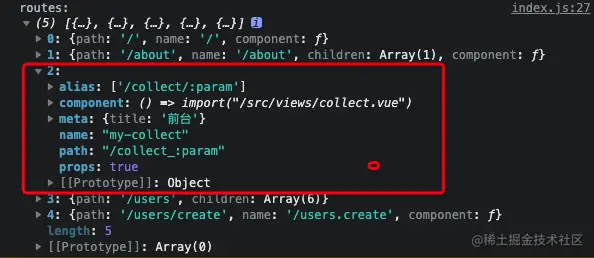 routes:
index.js:27
(5) [{…}, {…}, {…}, {…}, {…}] i
0: {path: '/', name: '/', component: ƒ}
1: {path: '/about', name: '/about', children: Array(1), component: ƒ}
2:
alias: ['/collect/:param']
component: () => import("/src/views/collect.vue")
meta: {title: '前台'}
name: "my-collect"
path: "/collect_:param"
props: true
[[Prototype]]: Object
3: {path: '/users', children: Array(6)}
4: {path: '/users/create', name: '/users.create', component: ƒ}
length: 5
[[Prototype]]: Array(0)
@稀土掘金技术社区